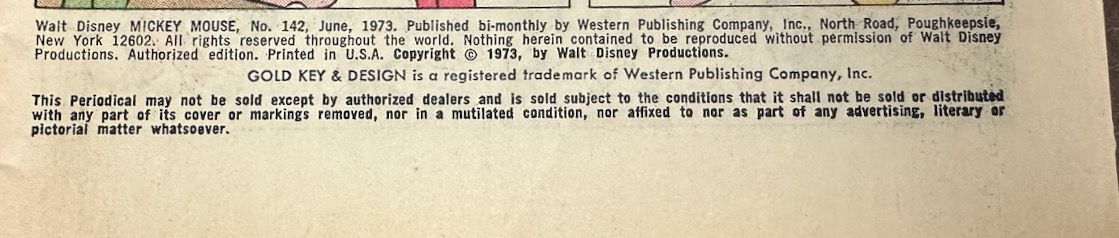 Walt Disney MICKEY MOUSE, No. 142, June, 1973. Published bi-monthly by Western Publishing Company, Inc., North Road, Poughkeepsie,
New York 12602. All rights reserved throughout the world. Nothing herein contained to be reproduced without permission of Walt Disney
Productions. Authorized edition. Printed in U.S.A. Copyright © 1973, by Walt Disney Productions.
GOLD KEY & DESIGN is a registered trademark of Western Publishing Company, Inc.
This Periodical may not be sold except by authorized dealers and is sold subject to the conditions that it shall not be sold or distributed
with any part of its cover or markings removed, nor in a mutilated condition, nor affixed to nor as part of any advertising, literary or
pictorial matter whatsoever.